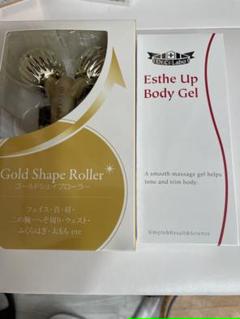 Gold Shape Roller
ゴールドシェイプローラー
フェイス・首・肩・
二の腕・へそ周り・ウェスト・
ふくらはぎ・太もも etc
Dr.Ci:Labo
Esthe Up
Body Gel
A smooth massage gel helps
tone and trim body.
Simple&Result&Science